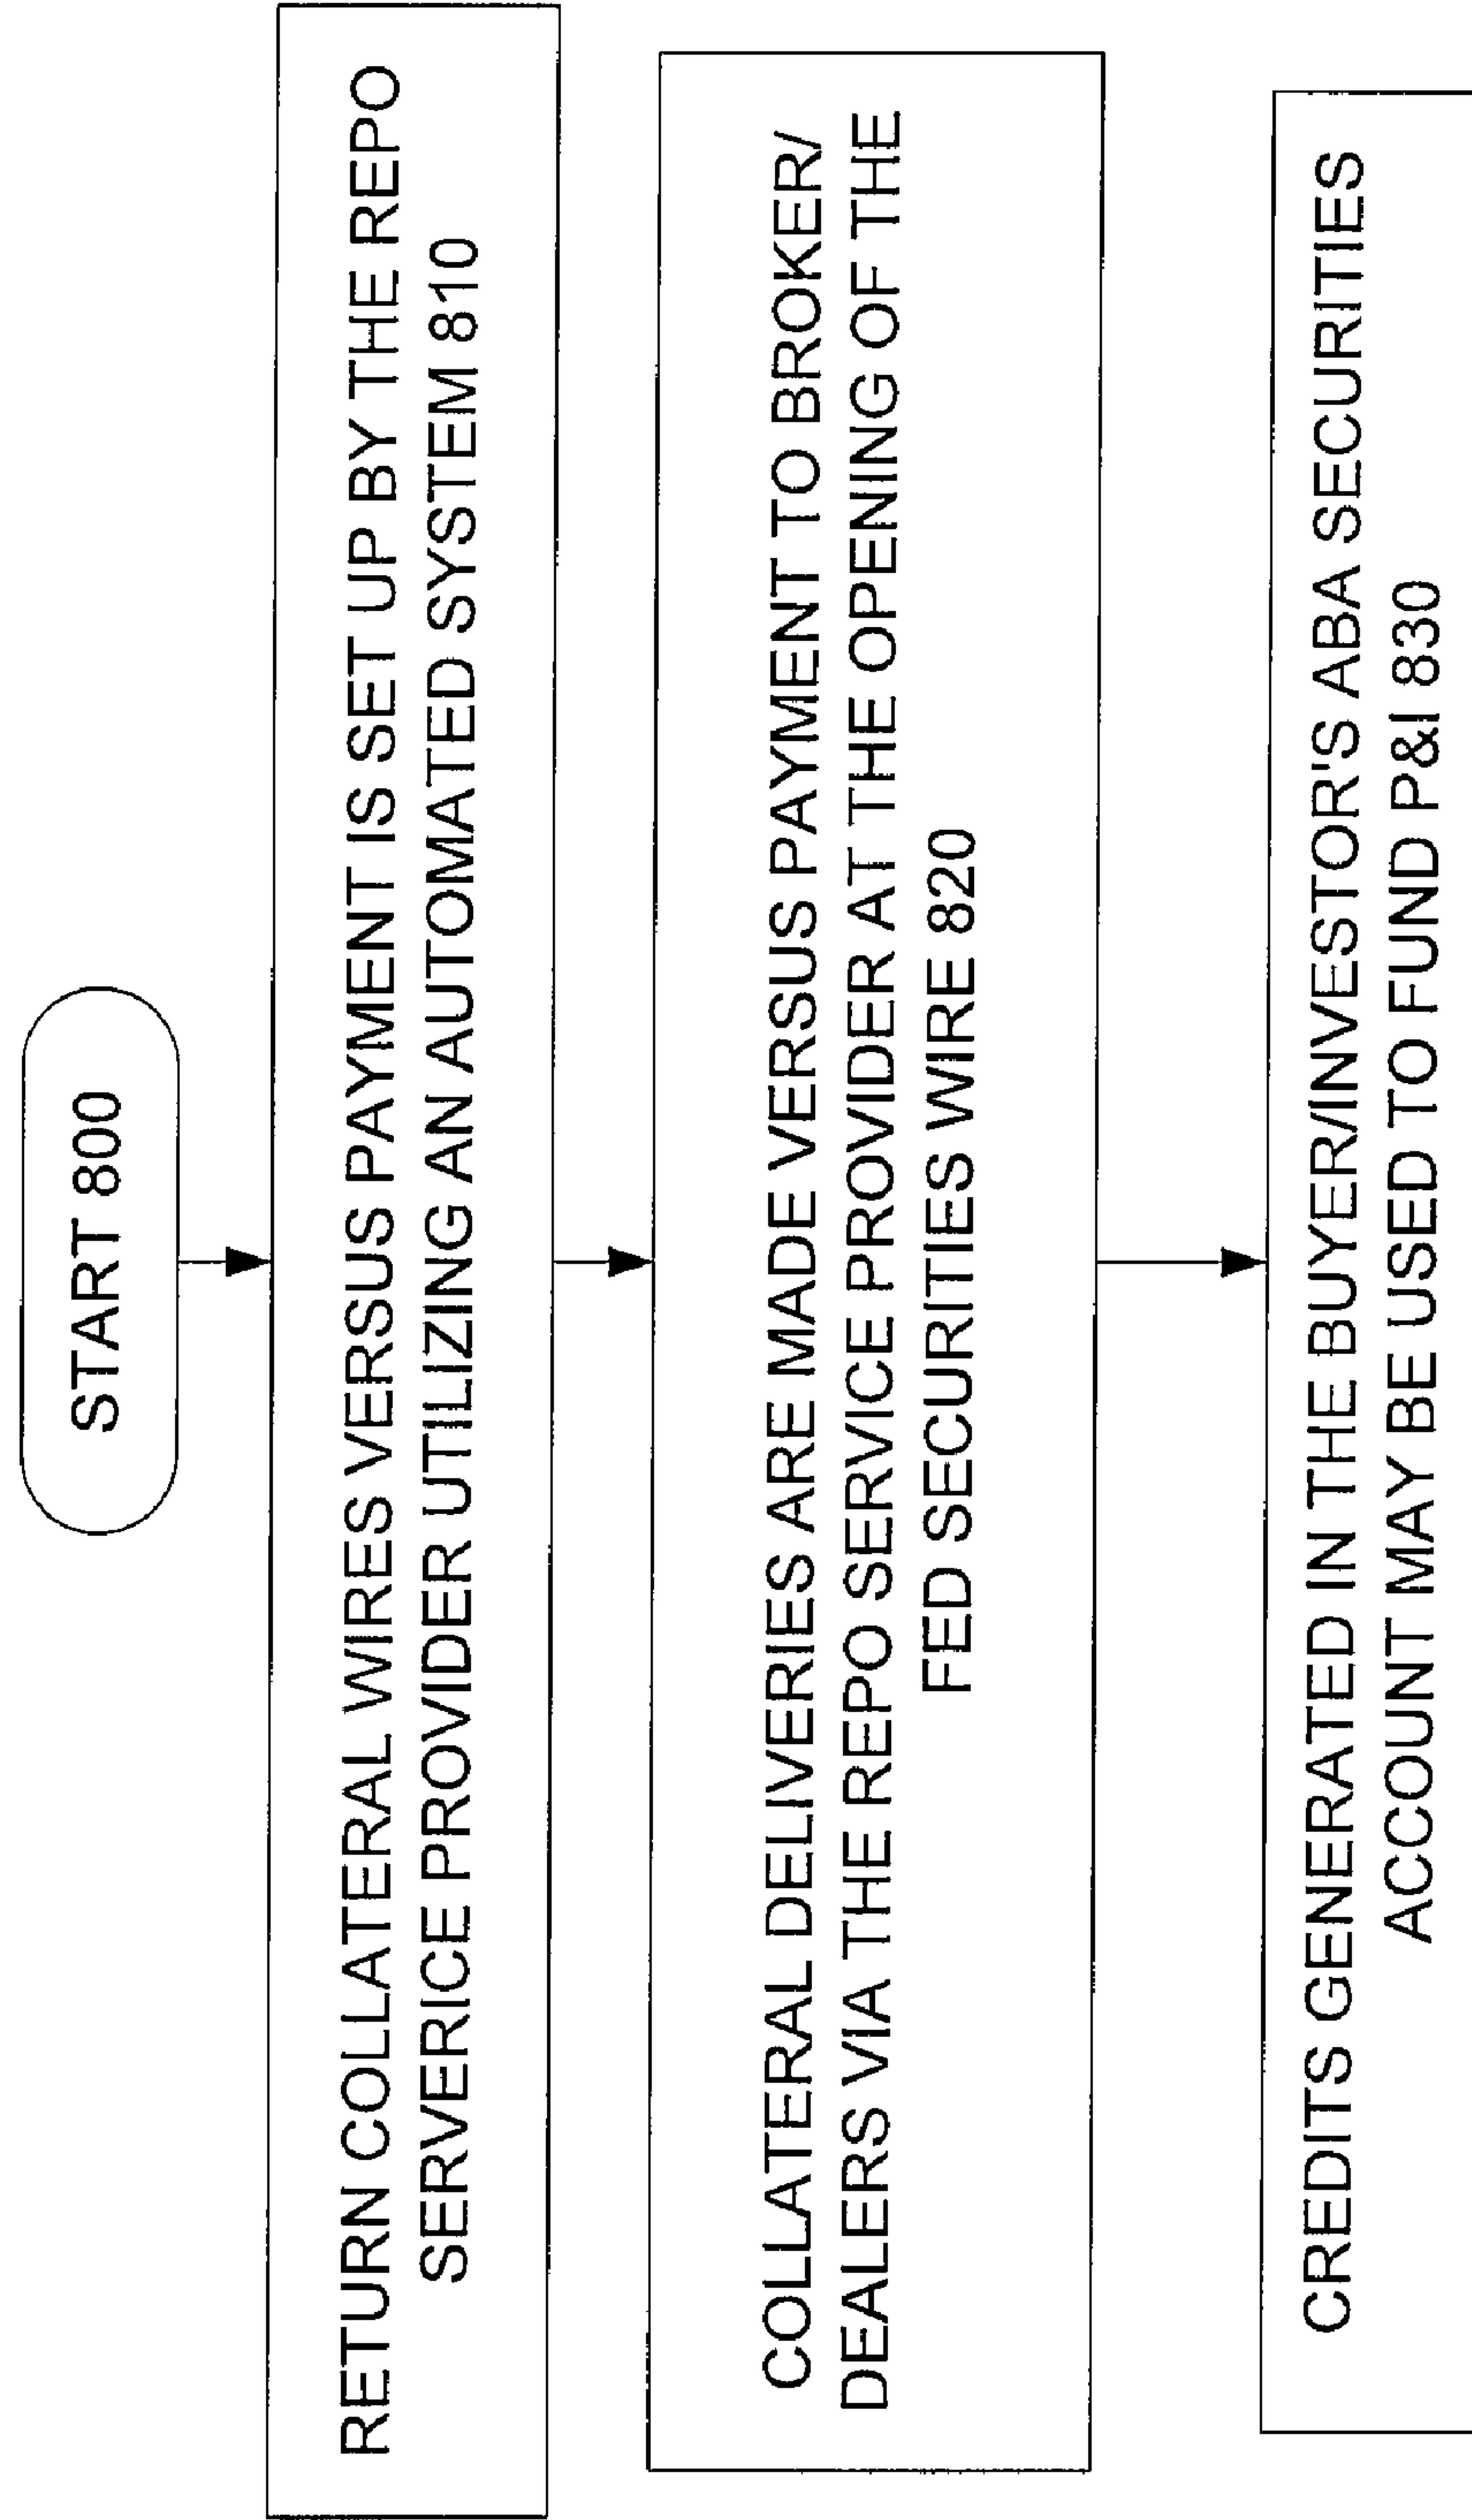 START 800
RETURN COLLATERAL WIRES VERSUS PAYMENT IS SET UP BY THE REPO
SERVERICE PROVIDER UTILIZING AN AUTOMATED SYSTEM 810
COLLATERAL DELIVERIES ARE MADE VERSUS PAYMENT TO BROKER/
DEALERS VIA THE REPO SERVICE PROVIDER AT THE OPENING OF THE
FED SECURITIES WIRE 820
CREDITS GENERATED IN THE BUYER/INVESTOR'S ABA SECURITIES
ACCOUNT MAY BE USED TO FUND P&I 830